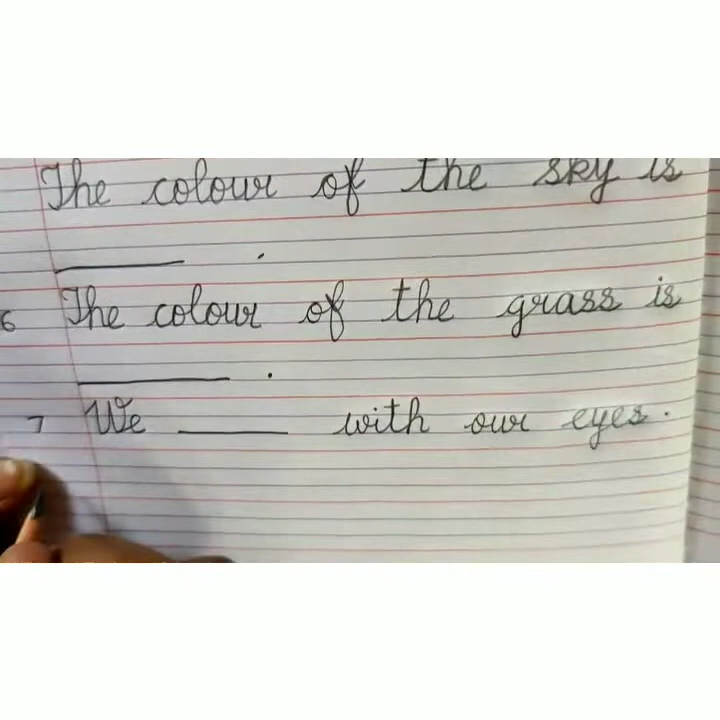 The colour of the sky is
______ .
6 The colour of the grass is
______ .
7 We ______ with our eyes.